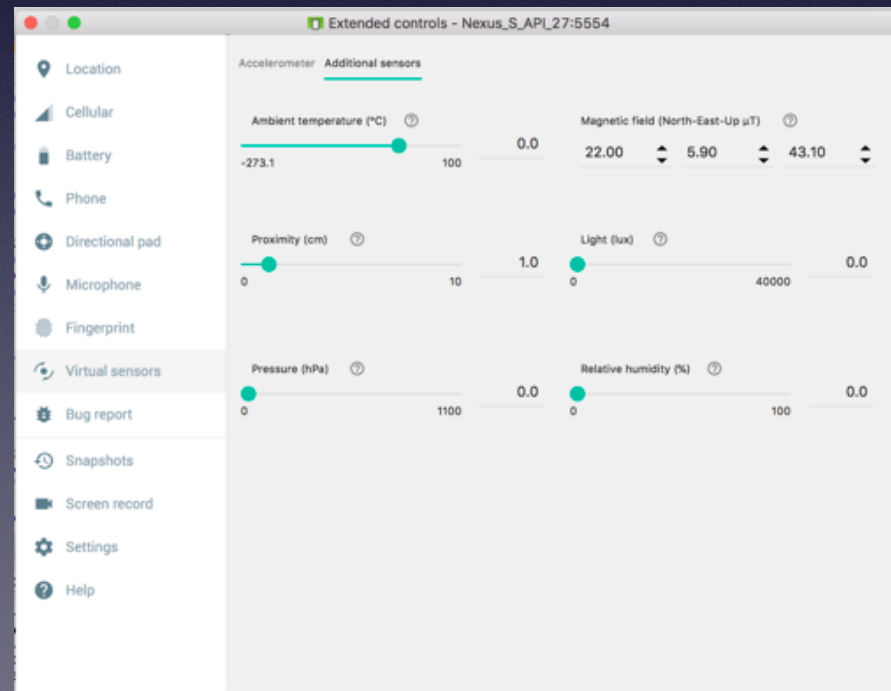 Extended controls - Nexus_S_API_27:5554
Location
Cellular
Battery
Phone
Directional pad
Microphone
Fingerprint
Virtual sensors
Bug report
Snapshots
Screen record
Settings
Help
Accelerometer Additional sensors
Ambient temperature (°C) ?
0.0
-273.1 100
Magnetic field (North-East-Up µT) ?
22.00 5.90 43.10
Proximity (cm) ?
1.0
0 10
Light (lux) ?
0.0
0 40000
Pressure (hPa) ?
0.0
0 1100
Relative humidity (%) ?
0.0
0 100